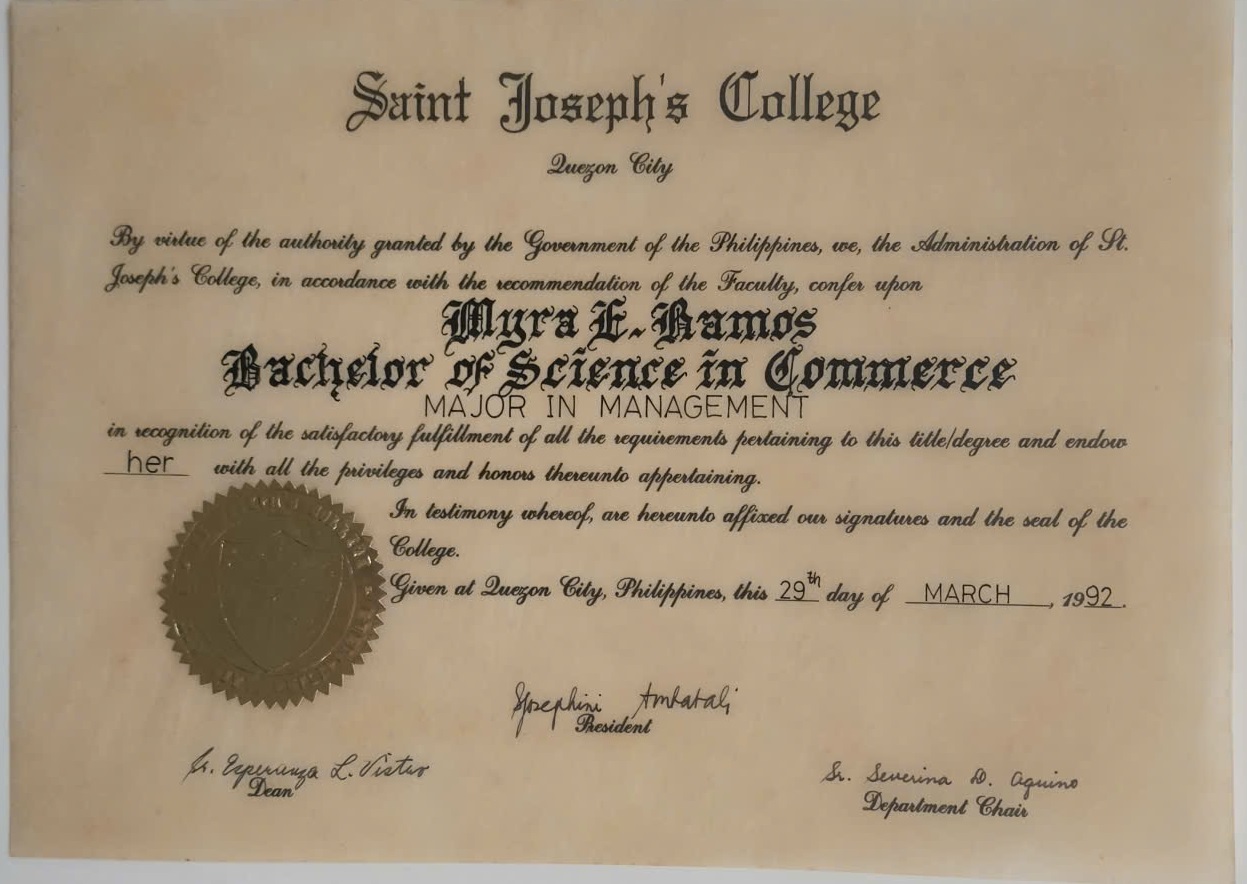 Saint Joseph's College
Quezon City
By virtue of the authority granted by the Government of the Philippines, we, the Administration of St.
Joseph's College, in accordance with the recommendation of the Faculty, confer upon
Myra E. Ramos
Bachelor of Science in Commerce
MAJOR IN MANAGEMENT
in recognition of the satisfactory fulfillment of all the requirements pertaining to this title/degree and endow
her with all the privileges and honors thereunto appertaining.
In testimony whereof, are hereunto affixed our signatures and the seal of the
College.
Given at Quezon City, Philippines, this 29th day of MARCH, 1992.
President
Sr. Esperanza L.
Dean
Sr. Severina D. Aquino
Department Chair